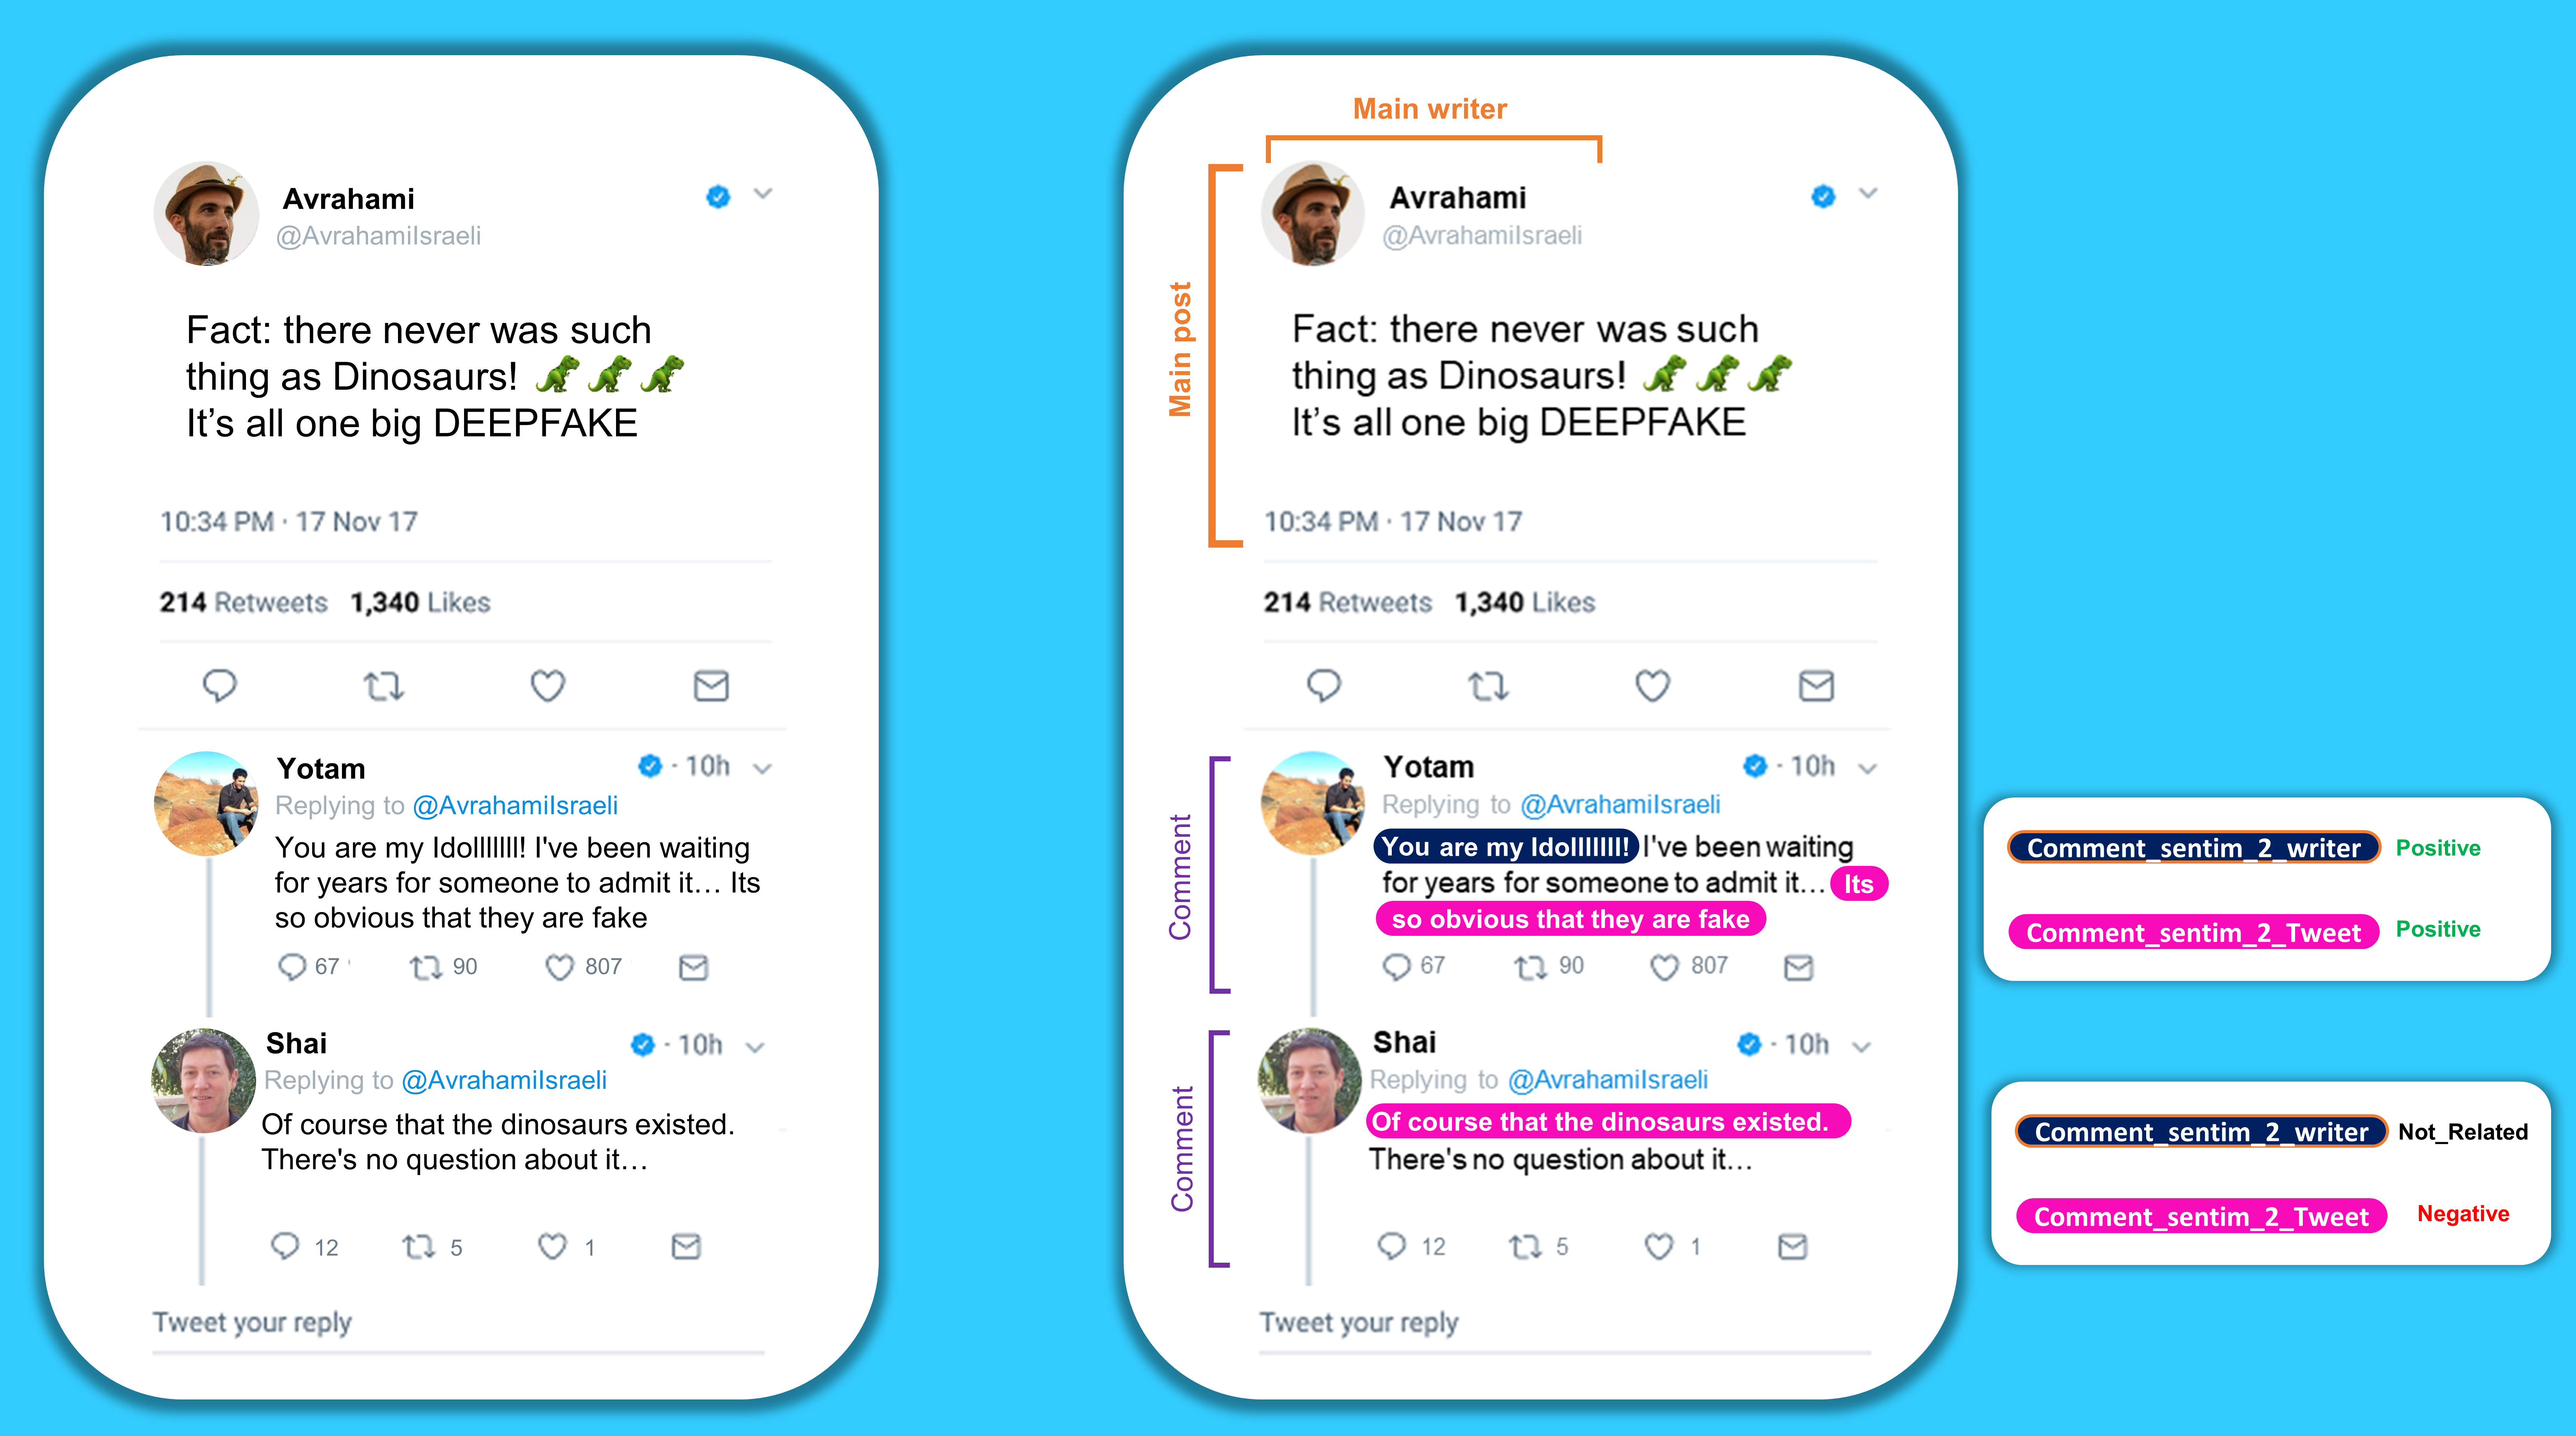 Avrahami
@AvrahamiIsraeli
Fact: there never was such
thing as Dinosaurs! 🦖🦖🦖
It’s all one big DEEPFAKE
10:34 PM · 17 Nov 17
214 Retweets 1,340 Likes
Yotam · 10h
Replying to @AvrahamiIsraeli
You are my Idolllllll! I've been waiting
for years for someone to admit it… Its
so obvious that they are fake
67 90 807
Shai · 10h
Replying to @AvrahamiIsraeli
Of course that the dinosaurs existed.
There's no question about it…
12 5 1
Tweet your reply
Main writer
Main post
Avrahami
@AvrahamiIsraeli
Fact: there never was such
thing as Dinosaurs! 🦖🦖🦖
It’s all one big DEEPFAKE
10:34 PM · 17 Nov 17
214 Retweets 1,340 Likes
Comment
Yotam · 10h
Replying to @AvrahamiIsraeli
You are my Idolllllll! I've been waiting
for years for someone to admit it… Its
so obvious that they are fake
67 90 807
Comment
Shai · 10h
Replying to @AvrahamiIsraeli
Of course that the dinosaurs existed.
There's no question about it…
12 5 1
Tweet your reply
Comment_sentim_2_writer Positive
Comment_sentim_2_Tweet Positive
Comment_sentim_2_writer Not_Related
Comment_sentim_2_Tweet Negative